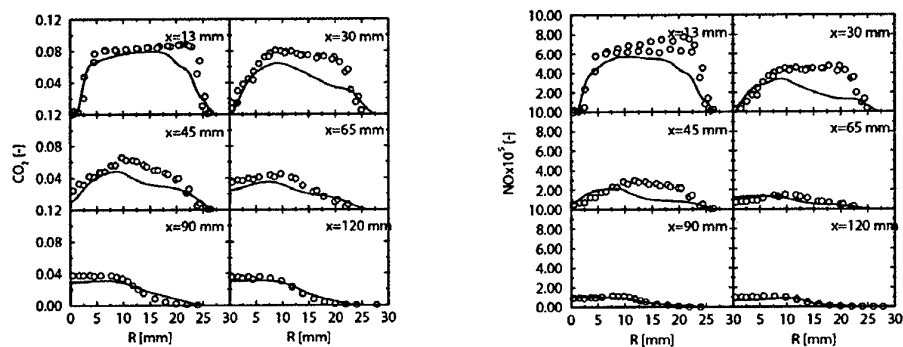 0.12
0.08
0.04
0.12
0.08
0.04
0.12
0.08
0.04
0.00
CO₂ [-]
x=13 mm
x=30 mm
x=45 mm
x=65 mm
x=90 mm
x=120 mm
0 5 10 15 20 25 30 5 10 15 20 25 30
R [mm] R [mm]
10.00
8.00
6.00
4.00
2.00
10.00
8.00
6.00
4.00
2.00
10.00
8.00
6.00
4.00
2.00
0.00
NOx10⁵ [-]
x=13 mm
x=30 mm
x=45 mm
x=65 mm
x=90 mm
x=120 mm
0 5 10 15 20 25 30 5 10 15 20 25 30
R [mm] R [mm]